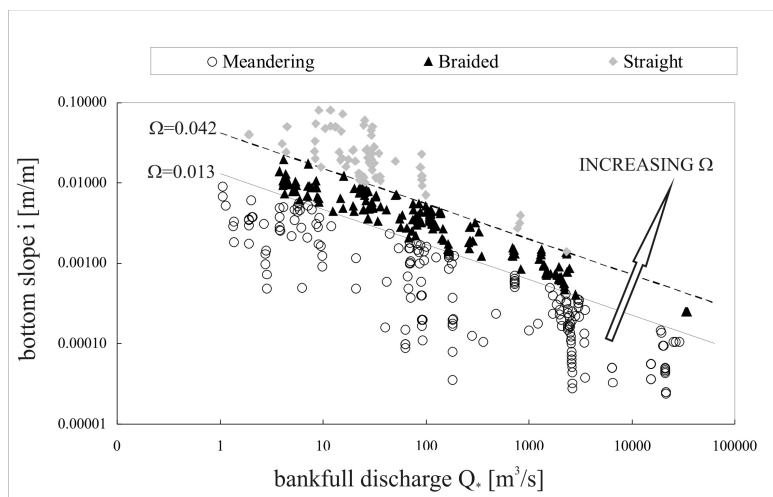 Meandering Braided Straight
0.10000
Ω=0.042
0.01000
Ω=0.013
INCREASING Ω
0.00100
0.00010
0.00001
0 1 10 100 1000 10000 100000
bottom slope i [m/m]
bankfull discharge Q* [m³/s]